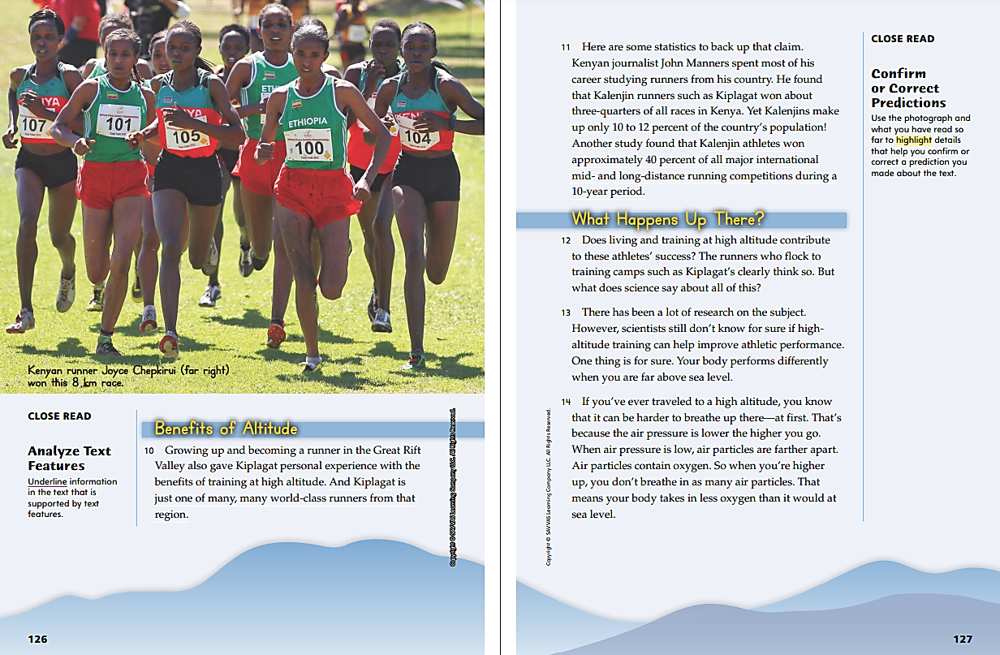 107
NYA
101
105
ETH
ETHIOPIA
100
104
Kenyan runner Joyce Chepkirui (far right)
won this 8 km race.
CLOSE READ
Analyze Text
Features
Underline information
in the text that is
supported by text
features.
Benefits of Altitude
10 Growing up and becoming a runner in the Great Rift
Valley also gave Kiplagat personal experience with the
benefits of training at high altitude. And Kiplagat is
just one of many, many world-class runners from that
region.
Copyright © SAVVAS Learning Company LLC. All Rights Reserved.
126
11 Here are some statistics to back up that claim.
Kenyan journalist John Manners spent most of his
career studying runners from his country. He found
that Kalenjin runners such as Kiplagat won about
three-quarters of all races in Kenya. Yet Kalenjins make
up only 10 to 12 percent of the country's population!
Another study found that Kalenjin athletes won
approximately 40 percent of all major international
mid- and long-distance running competitions during a
10-year period.
What Happens Up There?
12 Does living and training at high altitude contribute
to these athletes' success? The runners who flock to
training camps such as Kiplagat's clearly think so. But
what does science say about all of this?
13 There has been a lot of research on the subject.
However, scientists still don't know for sure if high-
altitude training can help improve athletic performance.
One thing is for sure. Your body performs differently
when you are far above sea level.
14 If you've ever traveled to a high altitude, you know
that it can be harder to breathe up there—at first. That's
because the air pressure is lower the higher you go.
When air pressure is low, air particles are farther apart.
Air particles contain oxygen. So when you're higher
up, you don't breathe in as many air particles. That
means your body takes in less oxygen than it would at
sea level.
Copyright © SAVVAS Learning Company LLC. All Rights Reserved.
CLOSE READ
Confirm
or Correct
Predictions
Use the photograph and
what you have read so
far to highlight details
that help you confirm or
correct a prediction you
made about the text.
127